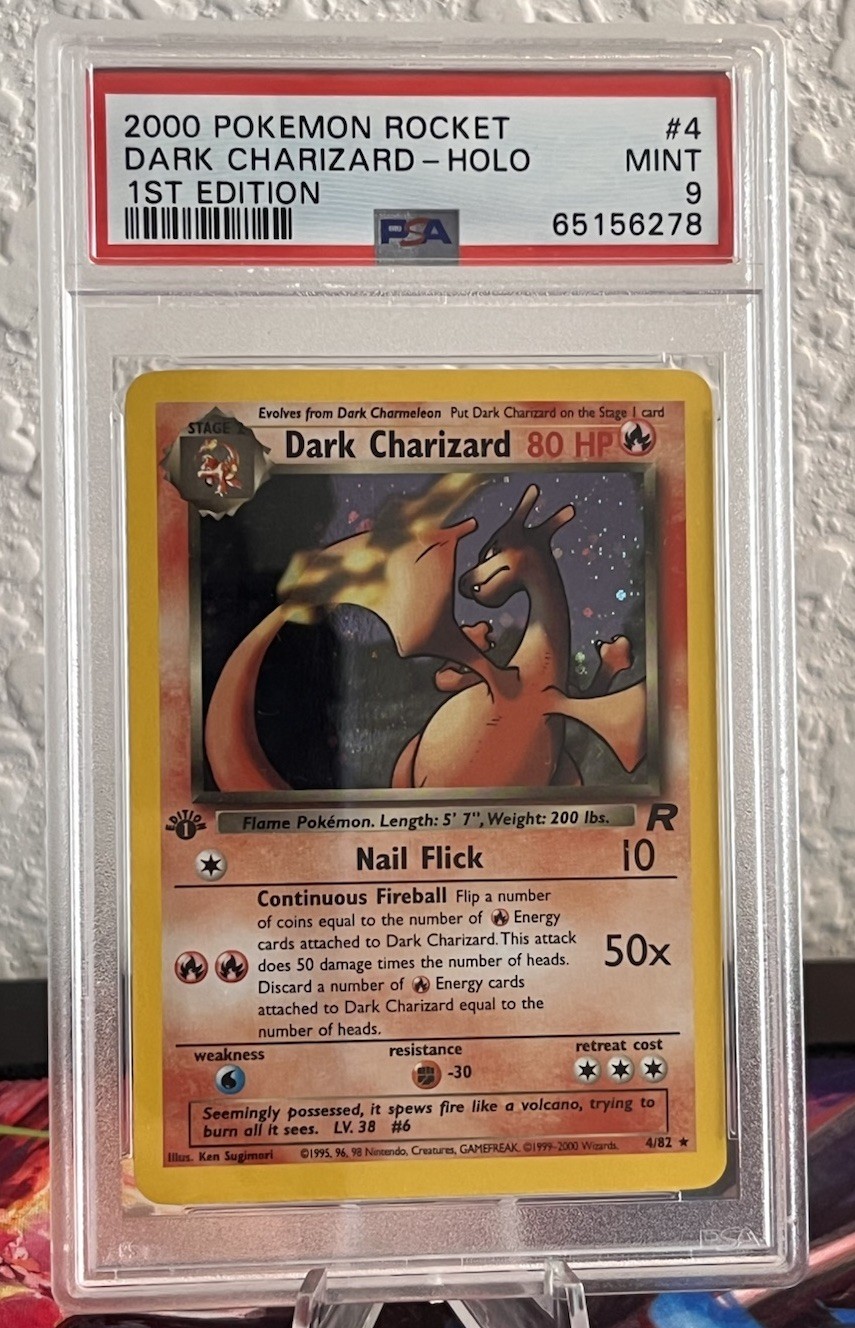 2000 POKEMON ROCKET #4
DARK CHARIZARD - HOLO MINT
1ST EDITION 9
PSA 65156278
Evolves from Dark Charmeleon Put Dark Charizard on the Stage 1 card
STAGE 2
Dark Charizard 80 HP
EDITION 1
Flame Pokémon. Length: 5' 7", Weight: 200 lbs. R
Nail Flick 10
Continuous Fireball Flip a number
of coins equal to the number of Energy
cards attached to Dark Charizard. This attack
does 50 damage times the number of heads. 50x
Discard a number of Energy cards
attached to Dark Charizard equal to the
number of heads.
weakness resistance retreat cost
-30
Seemingly possessed, it spews fire like a volcano, trying to
burn all it sees. LV. 38 #6
Illus. Ken Sugimori ©1995, 96, 98 Nintendo, Creatures, GAMEFREAK. ©1999-2000 Wizards. 4/82 ★
PSA